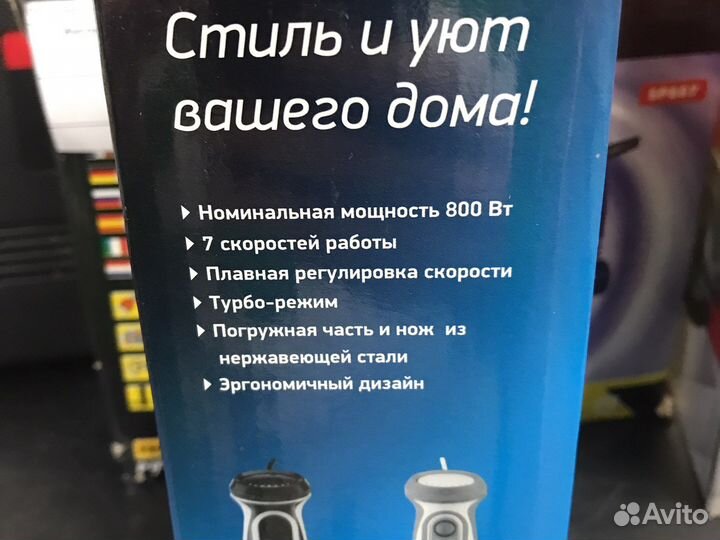 Стиль и уют
вашего дома!
SPORT
Номинальная мощность 800 Вт
7 скоростей работы
Плавная регулировка скорости
Турбо-режим
Погружная часть и нож из
нержавеющей стали
Эргономичный дизайн
Avito